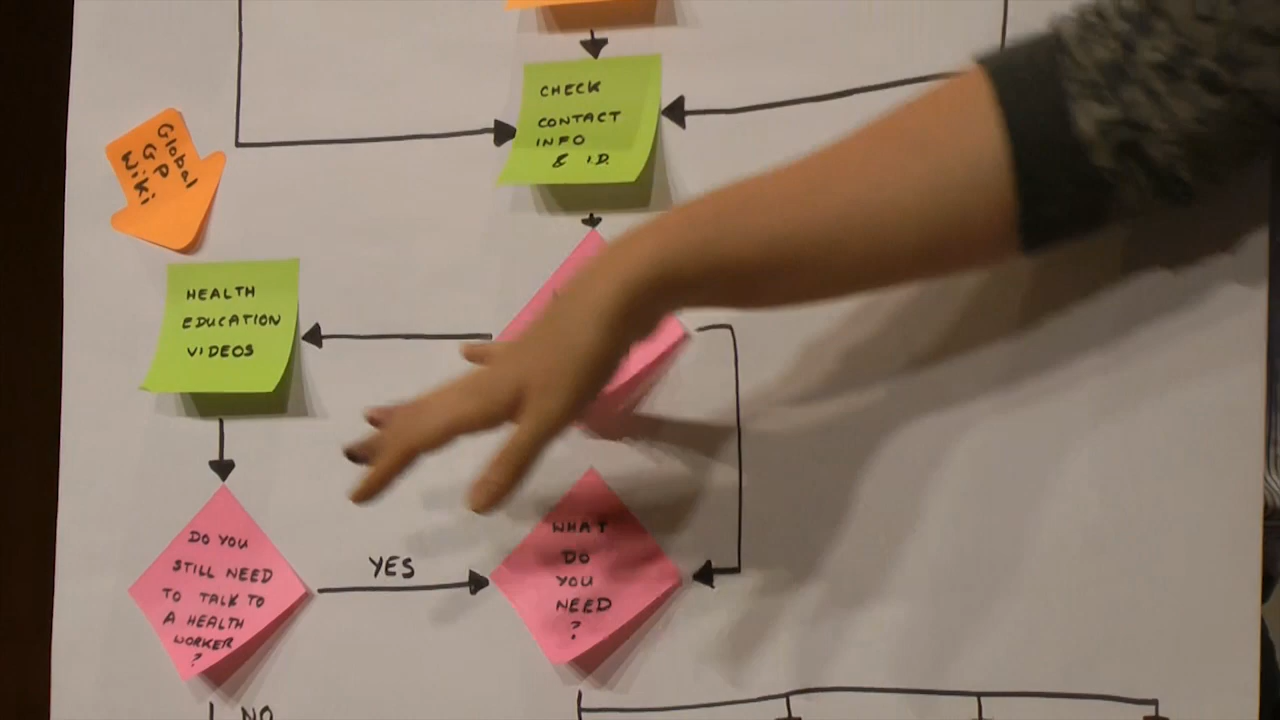 CHECK
CONTACT
INFO
& I.D.
Global
GP
Wiki
HEALTH
EDUCATION
VIDEOS
DO YOU
STILL NEED
TO TALK TO
A HEALTH
WORKER
?
YES
WHAT
DO
YOU
NEED
?
NO